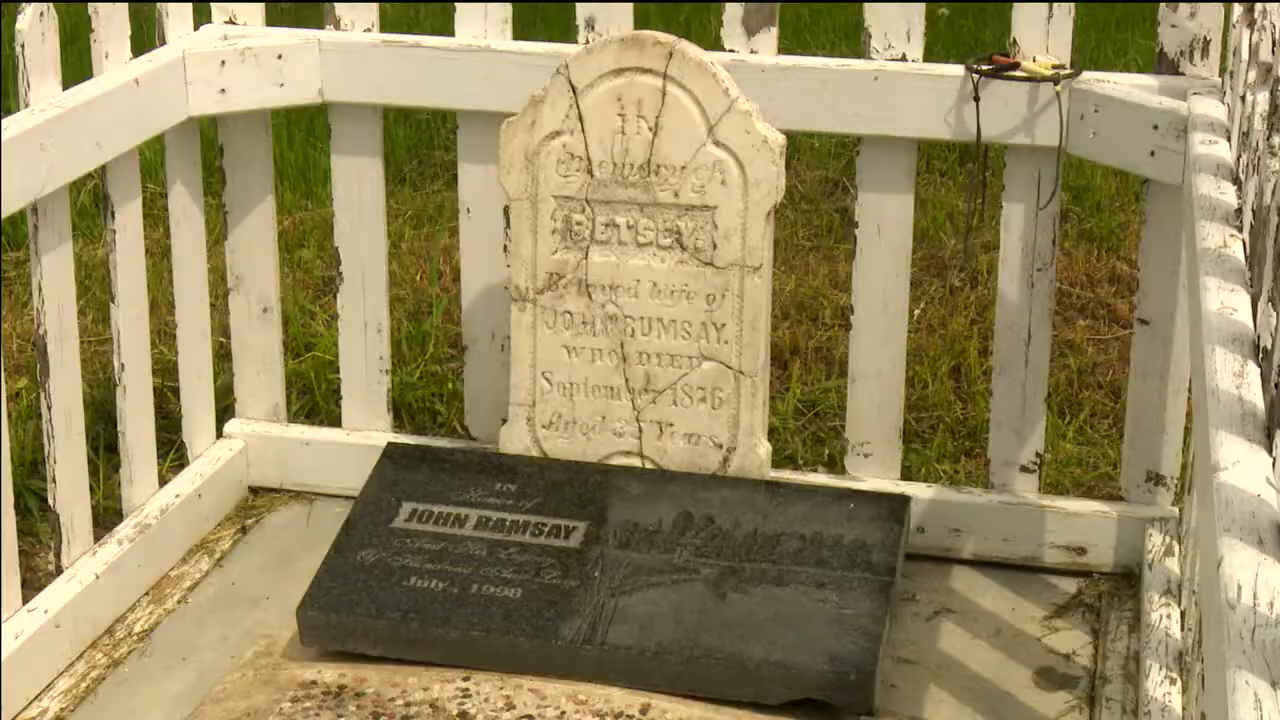 IN
Memory of
BETSEY.
Beloved Wife of
JOHN RUMSAY.
WHO DIED
September 1876
Aged 35 Years.
IN
JOHN RAMSAY
July, 1998